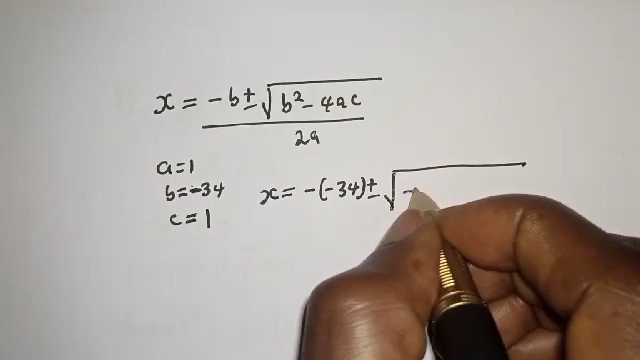 x = -b ± √b² - 4ac
2a
a = 1
b = -34
c = 1
x = -(-34) ± √-